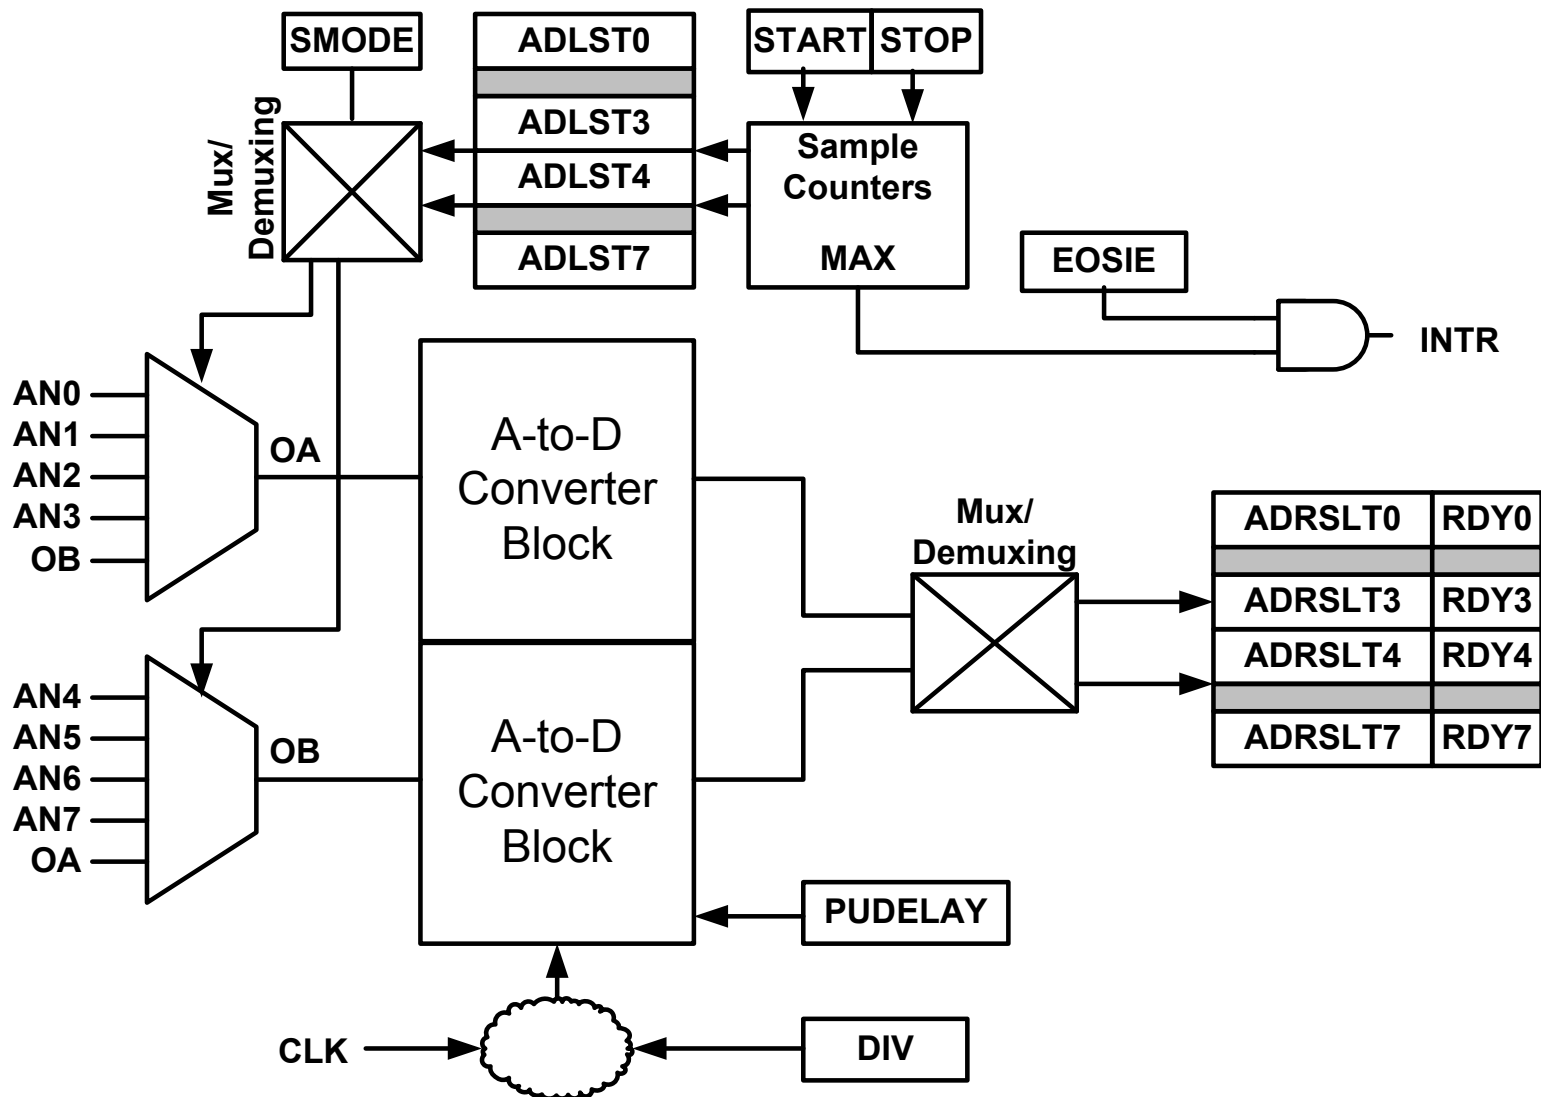 SMODE
ADLST0
START STOP
Mux/
Demuxing
ADLST3
ADLST4
ADLST7
Sample
Counters
MAX
EOSIE
INTR
AN0
AN1
AN2
AN3
OB
OA
A-to-D
Converter
Block
Mux/
Demuxing
ADRSLT0 RDY0
ADRSLT3 RDY3
ADRSLT4 RDY4
ADRSLT7 RDY7
AN4
AN5
AN6
AN7
OA
OB
A-to-D
Converter
Block
PUDELAY
CLK
DIV